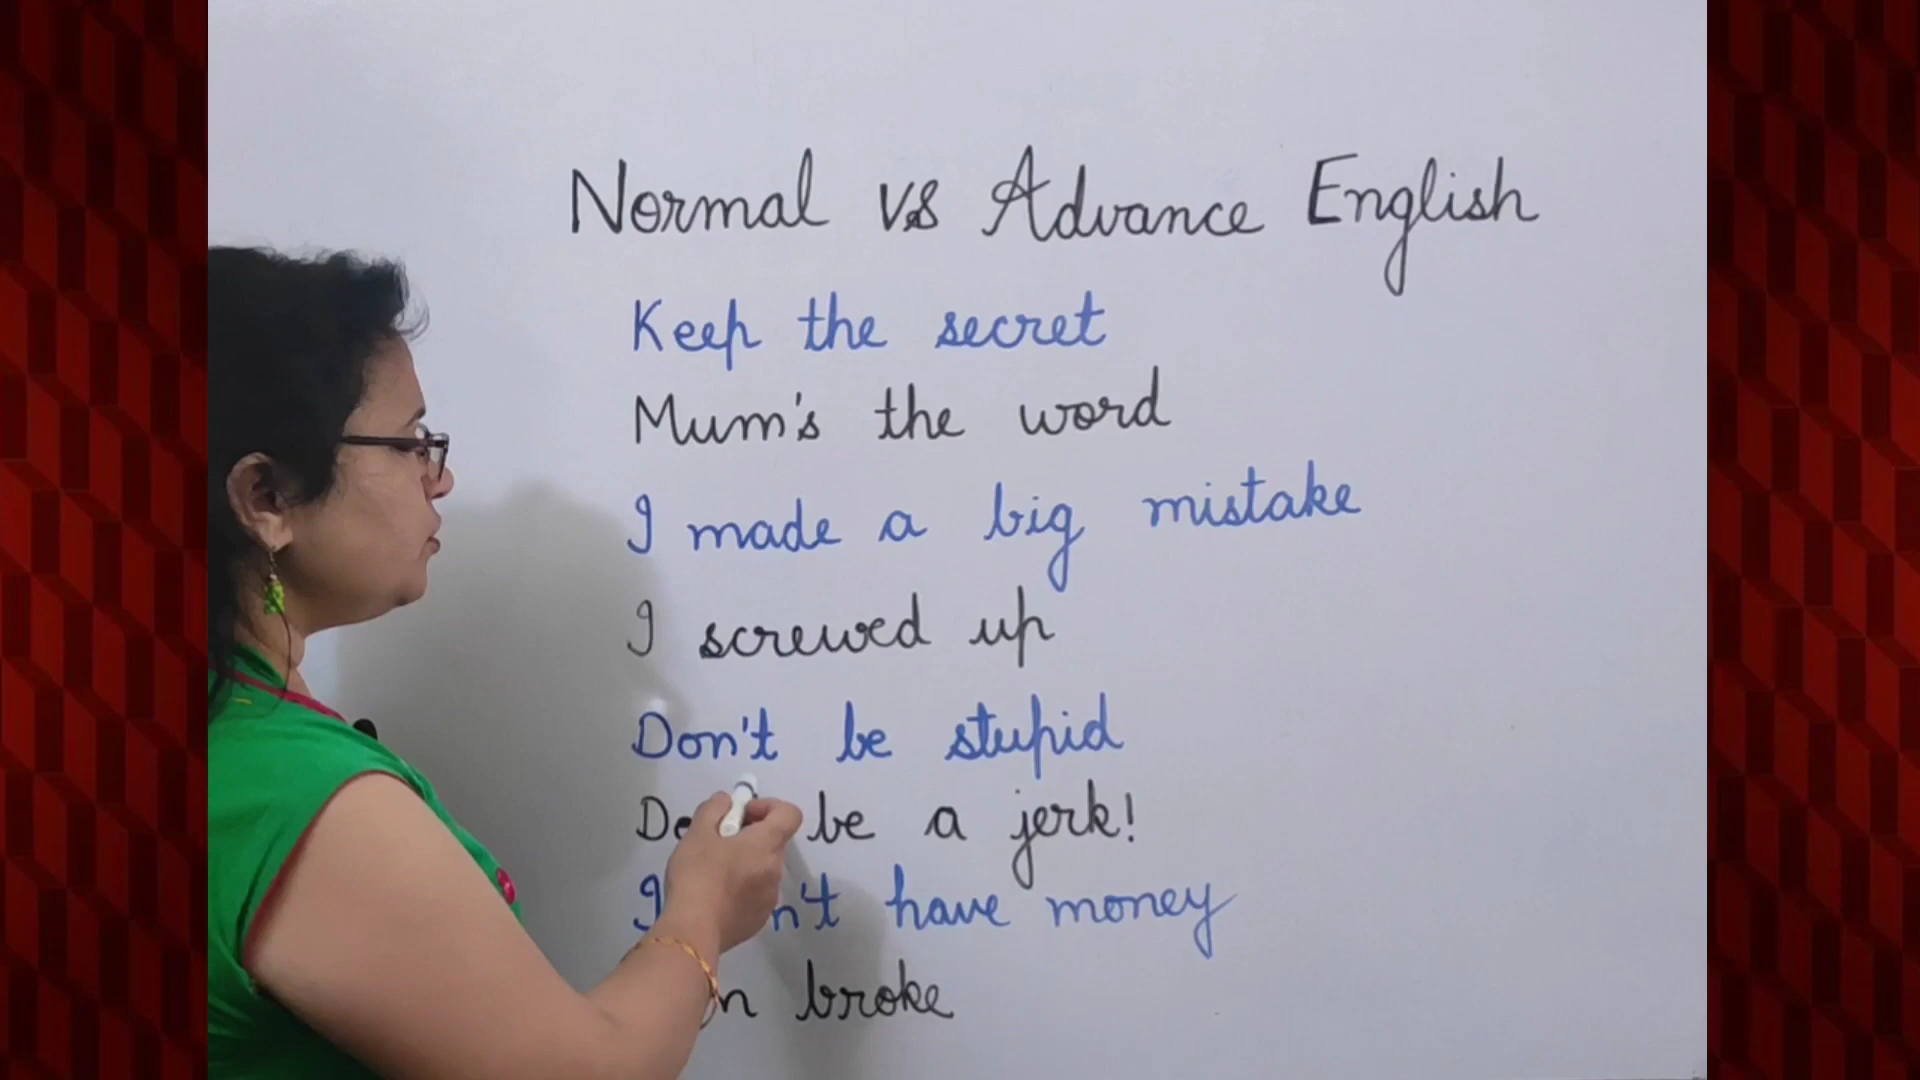 Normal vs Advance English
Keep the secret
Mum's the word
I made a big mistake
I screwed up
Don't be stupid
be a jerk!
I have money
broke